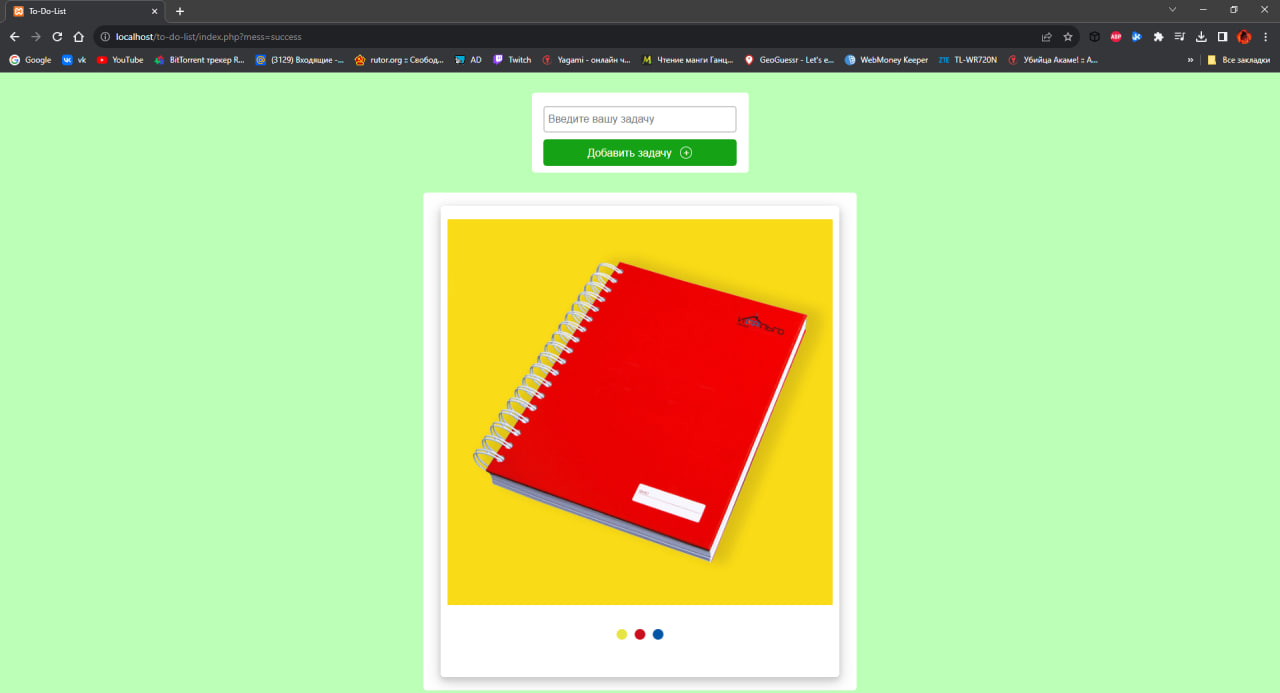 To-Do-List
localhost/to-do-list/index.php?mess=success
Google
vk
YouTube
BitTorrent трекер R...
(3129) Входящие -...
rutor.org :: Свобод...
AD
Twitch
Yagami - онлайн ч...
Чтение манги Ганц...
GeoGuessr - Let's e...
WebMoney Keeper
TL-WR720N
Убийца Акаме! :: A...
»
Все закладки
Введите вашу задачу
Добавить задачу